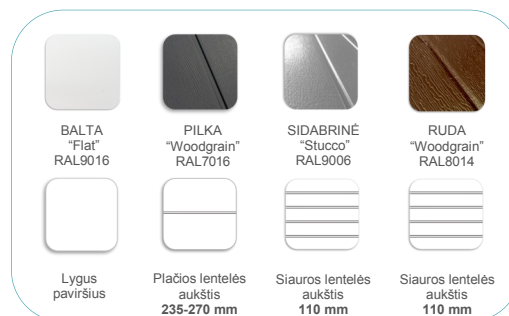 BALTA
“Flat”
RAL9016
PILKA
“Woodgrain”
RAL7016
SIDABRINĖ
“Stucco”
RAL9006
RUDA
“Woodgrain”
RAL8014
Lygus
paviršius
Plačios lentelės
aukštis
235-270 mm
Siauros lentelės
aukštis
110 mm
Siauros lentelės
aukštis
110 mm